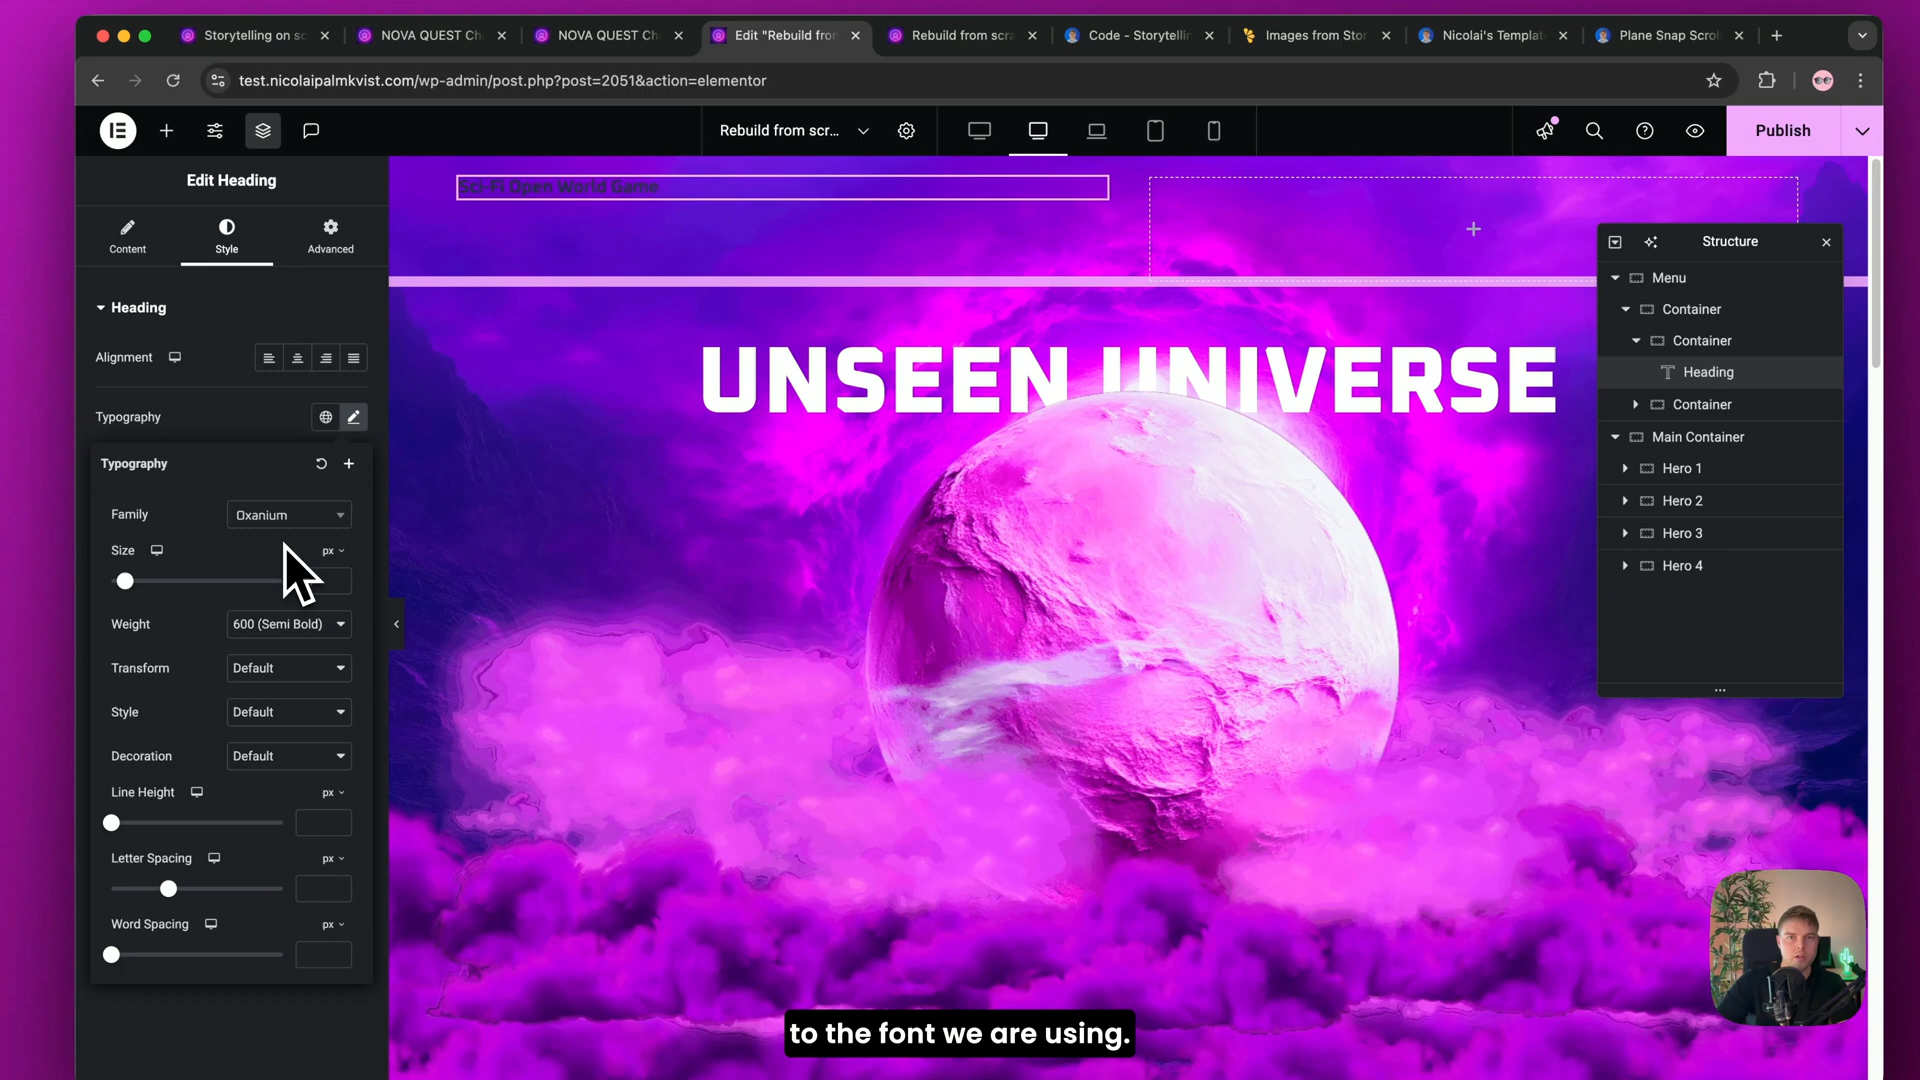 Storytelling on sc
NOVA QUEST Ch
NOVA QUEST Ch
Edit "Rebuild from
Rebuild from scra
Code - Storytellin
Images from Stor
Nicolai's Templat
Plane Snap Scroll
test.nicolaipalmkvist.com/wp-admin/post.php?post=2051&action=elementor
Rebuild from scr...
Publish
Edit Heading
Content
Style
Advanced
Heading
Alignment
Typography
Typography
Family
Oxanium
Size
px
Weight
600 (Semi Bold)
Transform
Default
Style
Default
Decoration
Default
Line Height
px
Letter Spacing
px
Word Spacing
px
Sci-Fi Open World Game
UNSEEN UNIVERSE
Structure
Menu
Container
Container
Heading
Container
Main Container
Hero 1
Hero 2
Hero 3
Hero 4
to the font we are using.